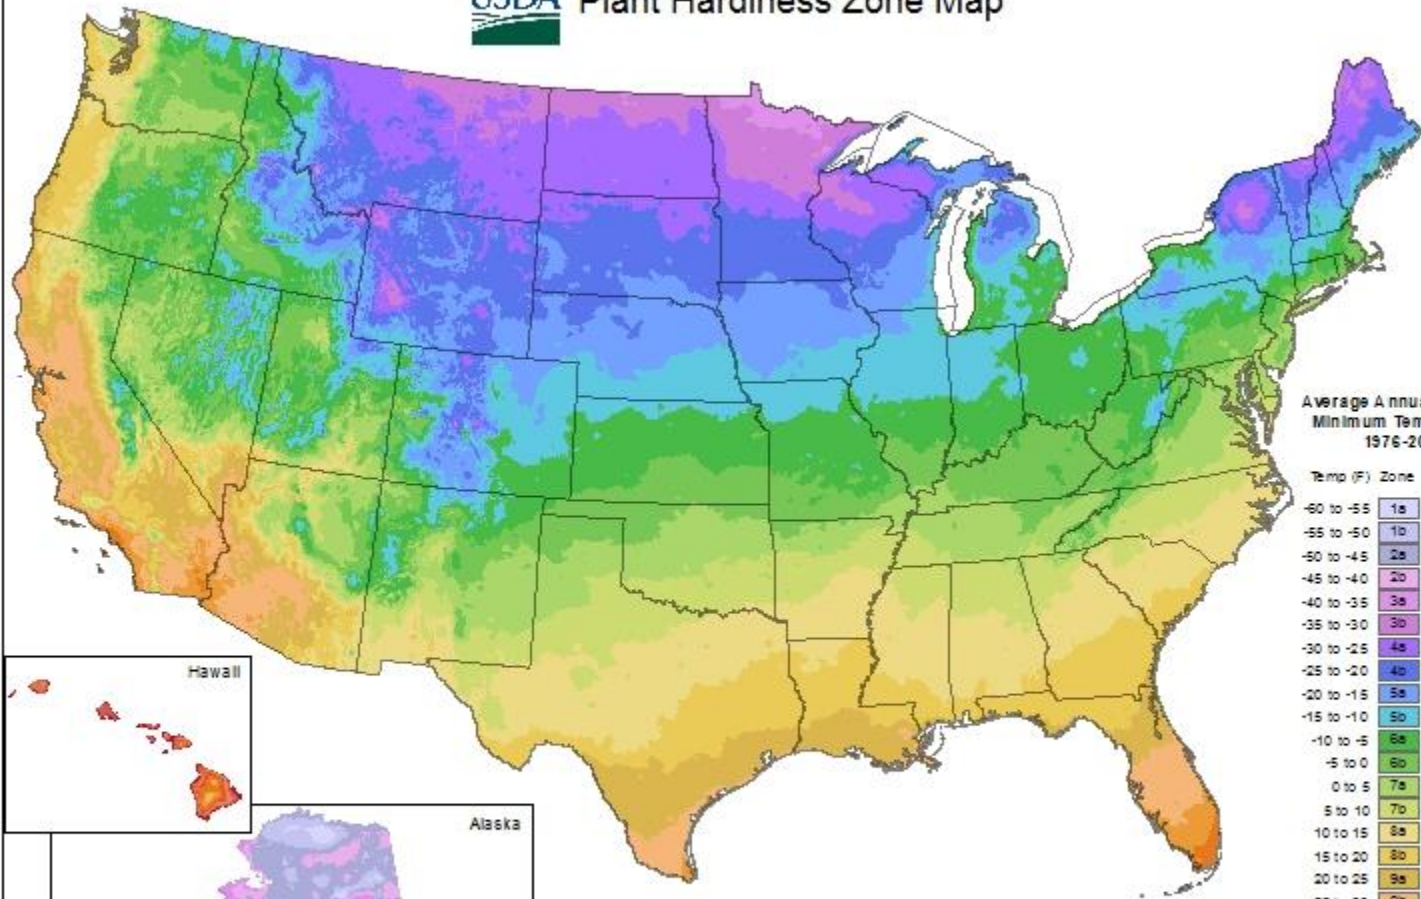 USDA Plant Hardiness Zone Map
Average Annu
Minimum Tem
1976-20
Temp (F) Zone
-60 to -55 1a
-55 to -50 1b
-50 to -45 2a
-45 to -40 2b
-40 to -35 3a
-35 to -30 3b
-30 to -25 4a
-25 to -20 4b
-20 to -15 5a
-15 to -10 5b
-10 to -5 6a
-5 to 0 6b
0 to 5 7a
5 to 10 7b
10 to 15 8a
15 to 20 8b
20 to 25 9a
Hawaii
Alaska